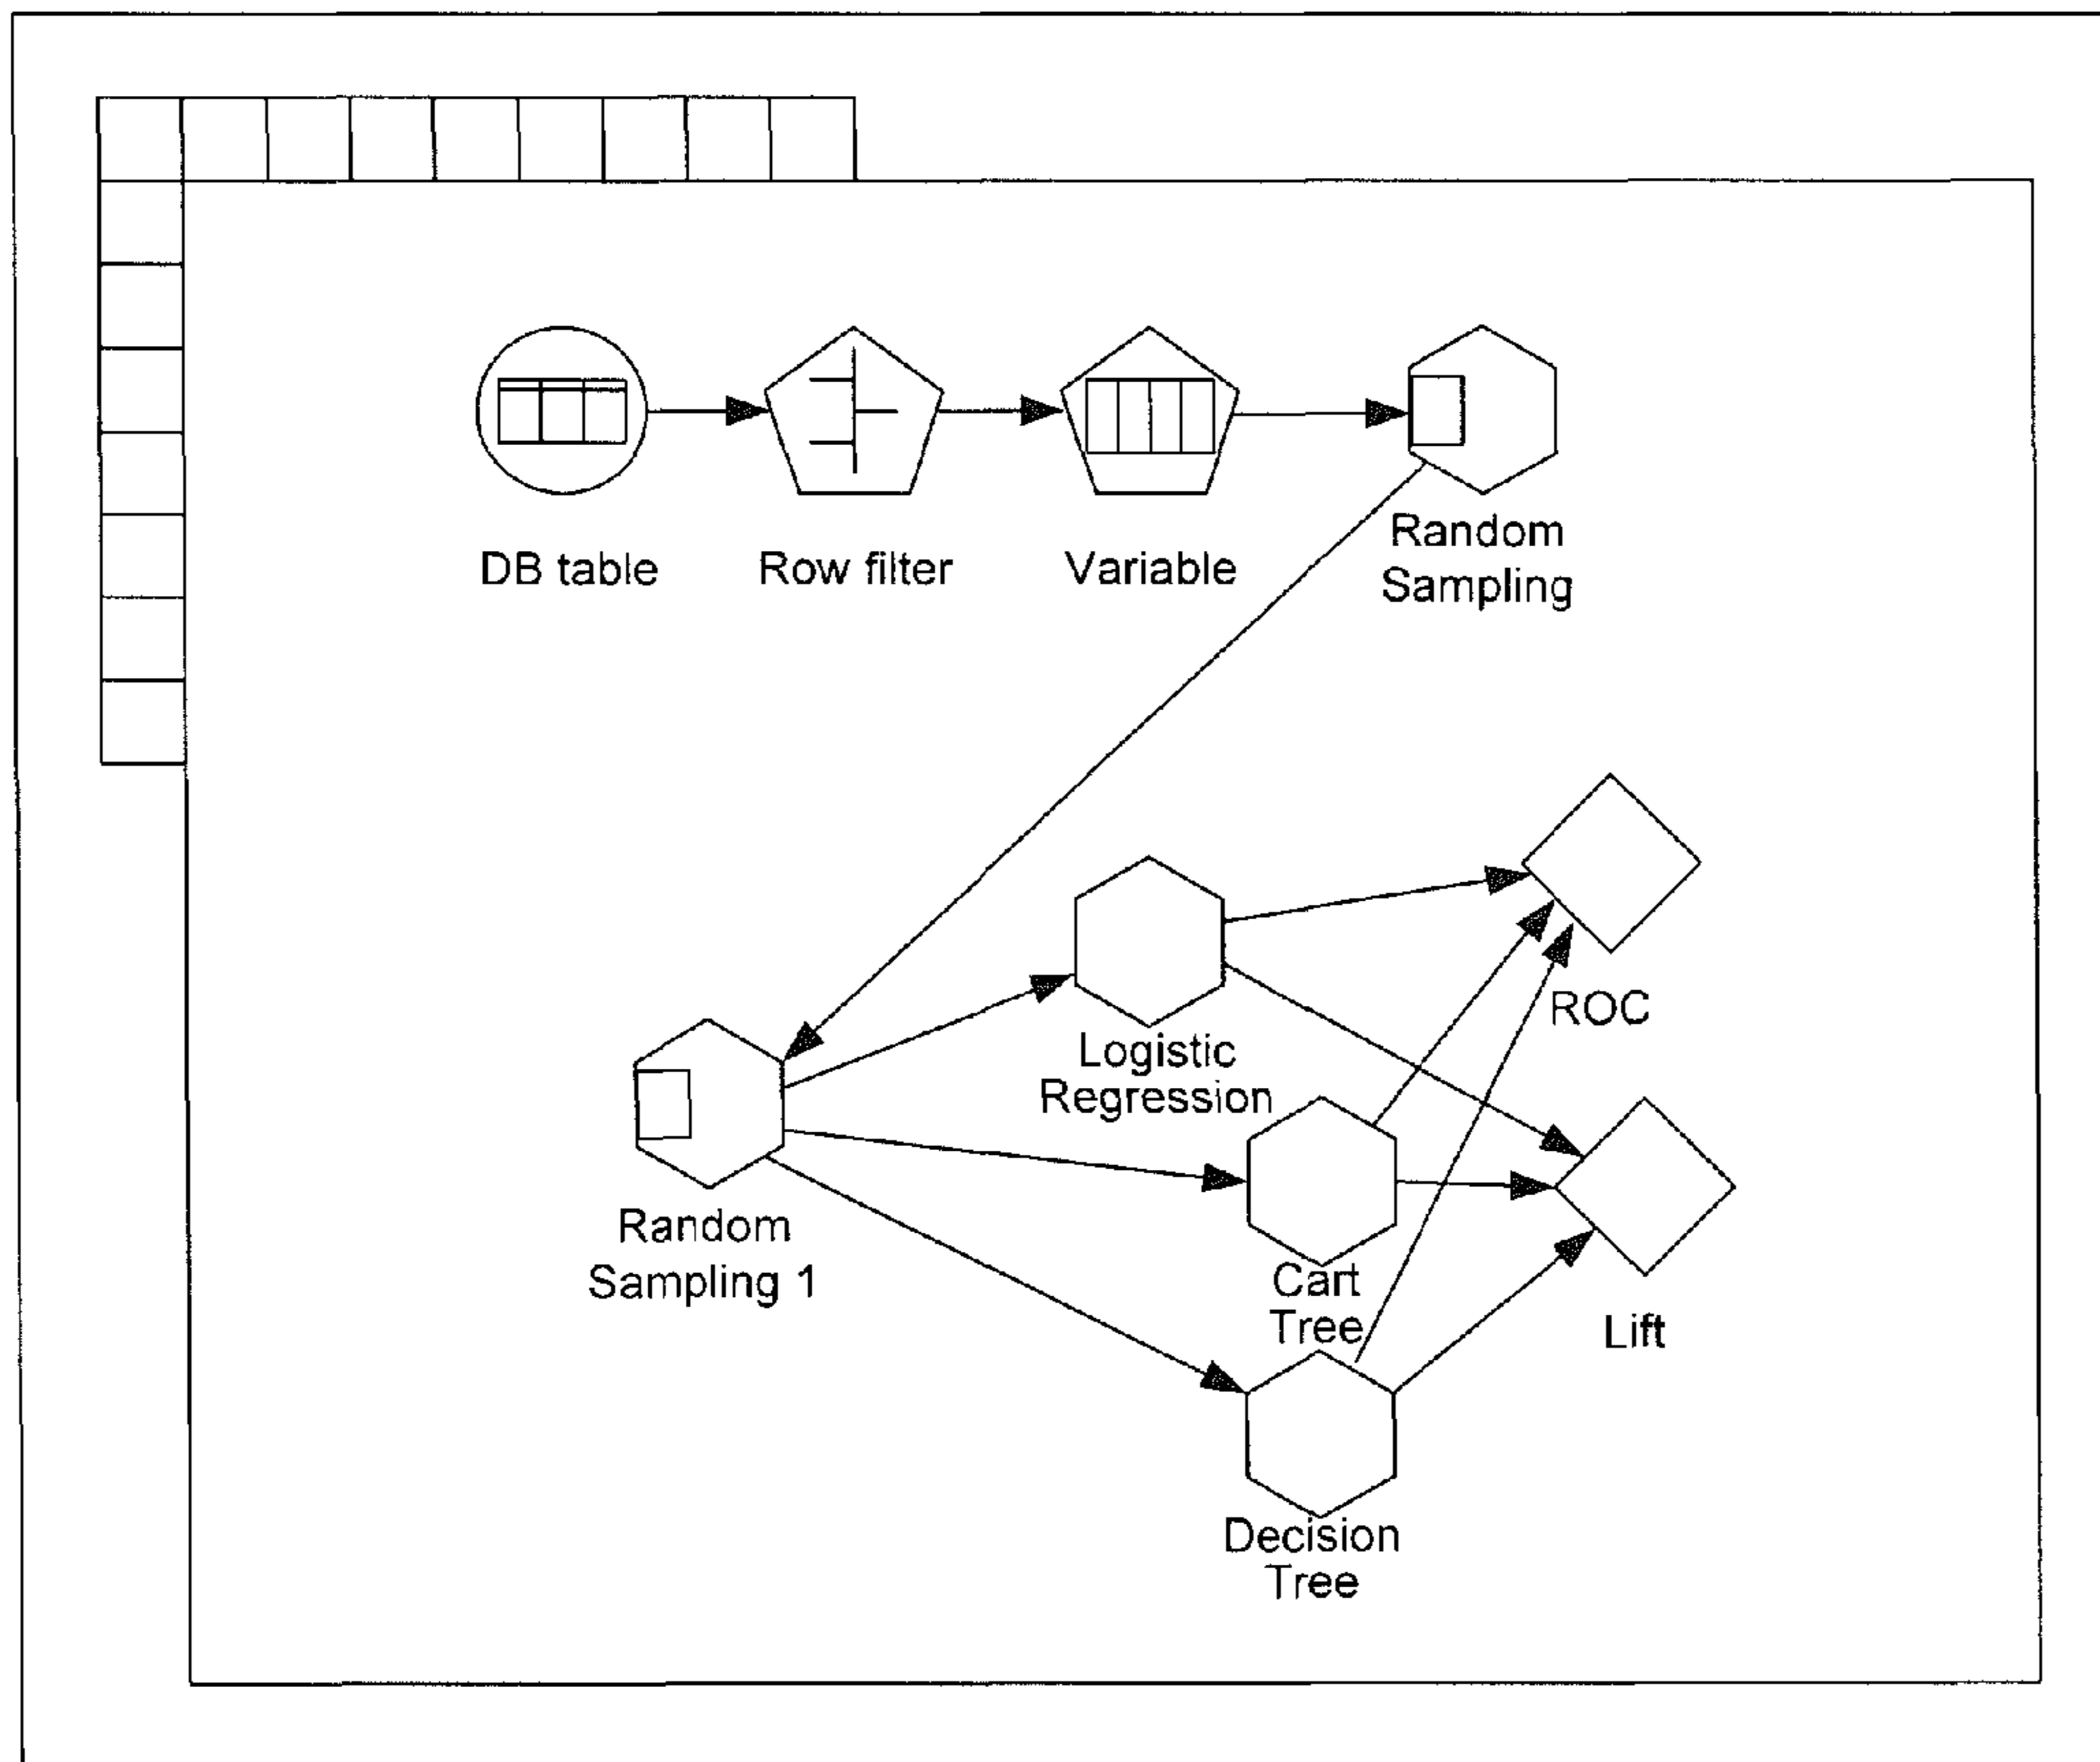 DB table
Row filter
Variable
Random
Sampling
ROC
Logistic
Regression
Random
Sampling 1
Cart
Tree
Lift
Decision
Tree